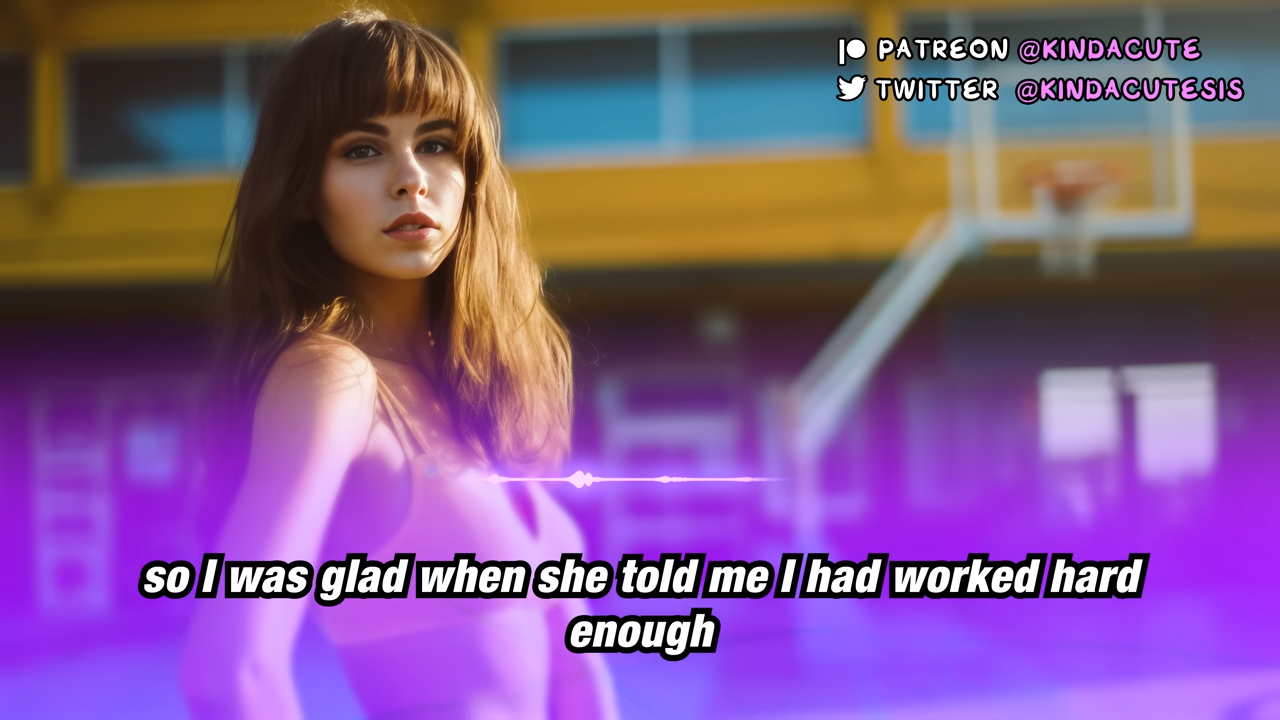 PATREON @KINDACUTE
TWITTER @KINDACUTESIS
so I was glad when she told me I had worked hard
enough